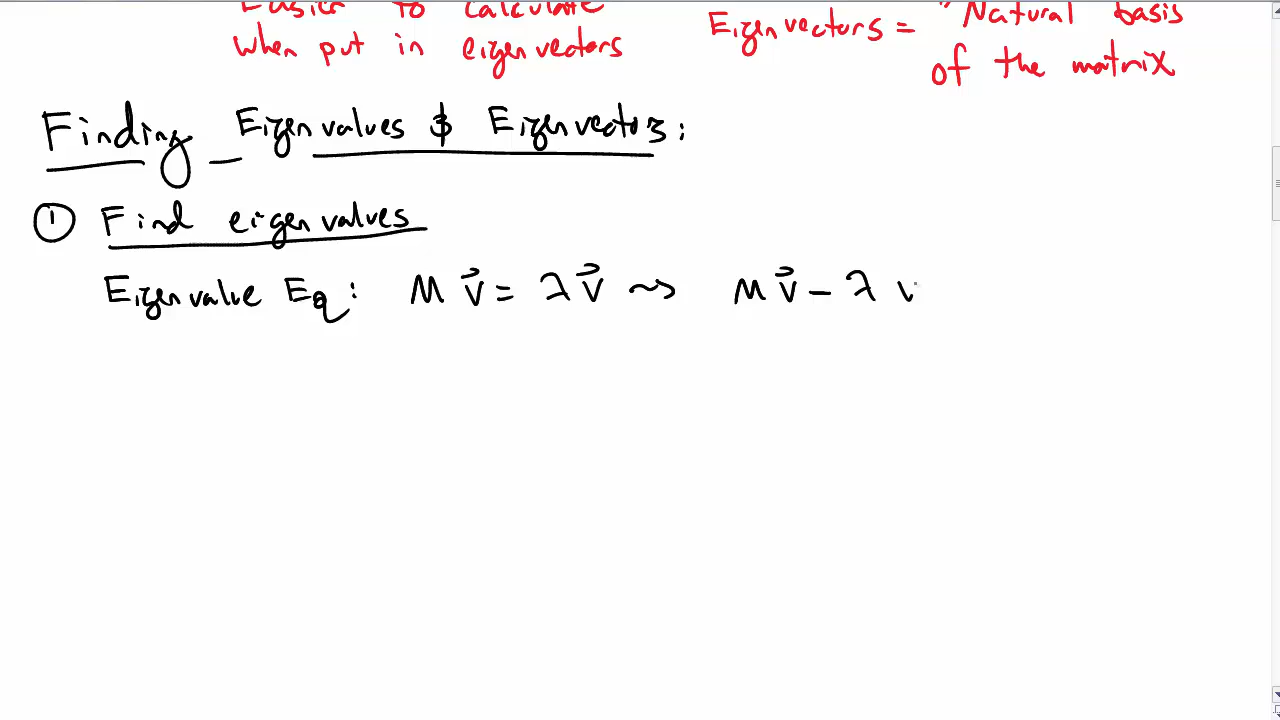 Easier to calculate
when put in eigenvectors
Eigenvectors = "Natural basis
of the matrix
Finding Eigenvalues & Eigenvectors:
① Find eigenvalues
Eigenvalue Eq: M v⃗ = λ v⃗ ⇝ M v⃗ − λ v